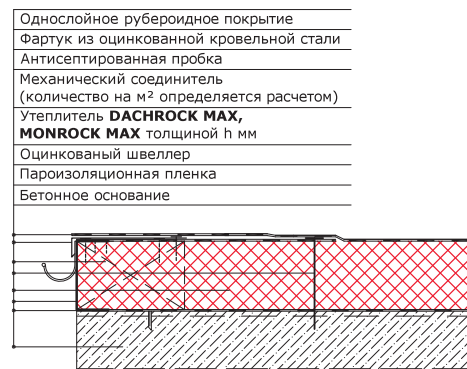 Однослойное рубероидное покрытие
Фартук из оцинкованной кровельной стали
Антисептированная пробка
Механический соединитель
(количество на м² определяется расчетом)
Утеплитель DACHROCK MAX,
MONROCK MAX толщиной h мм
Оцинкованый швеллер
Пароизоляционная пленка
Бетонное основание